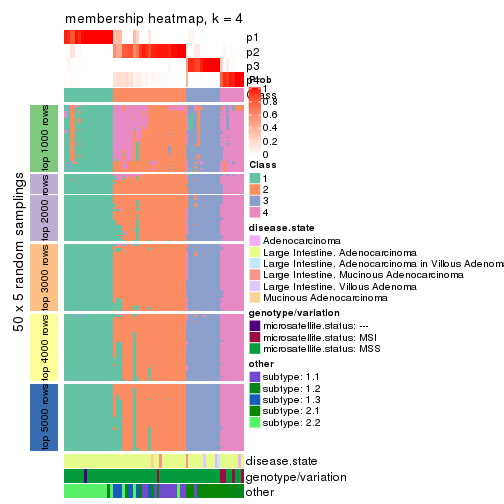 membership heatmap, k = 4
p1
p2
p3
p4
Class
50 x 5 random samplings
top 1000 rows
top 2000 rows
top 3000 rows
top 4000 rows
top 5000 rows
disease.state
genotype/variation
other
Prob
1
0.8
0.6
0.4
0.2
0
Class
1
2
3
4
disease.state
Adenocarcinoma
Large Intestine. Adenocarcinoma
Large Intestine. Adenocarcinoma in Villous Adenom
Large Intestine. Mucinous Adenocarcinoma
Large Intestine. Villous Adenoma
Mucinous Adenocarcinoma
genotype/variation
microsatellite.status: ---
microsatellite.status: MSI
microsatellite.status: MSS
other
subtype: 1.1
subtype: 1.2
subtype: 1.3
subtype: 2.1
subtype: 2.2